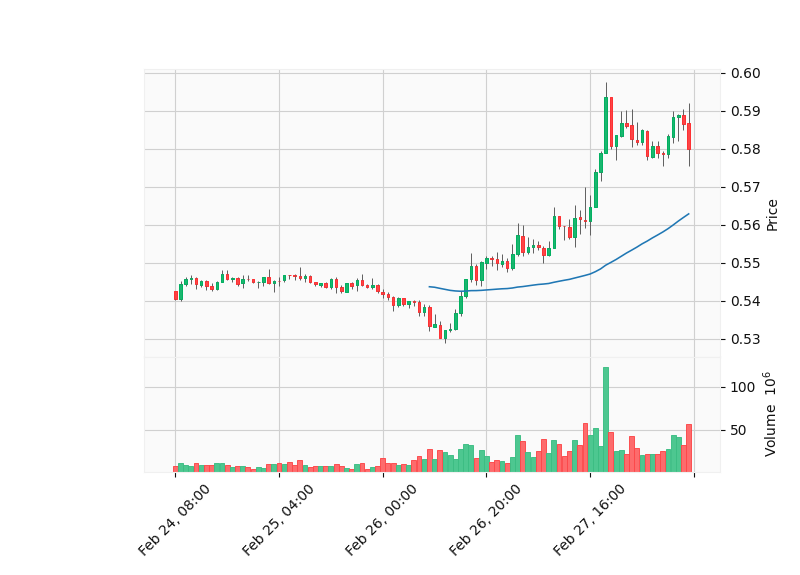 0.60
0.59
0.58
0.57
0.56
0.55
0.54
0.53
Price
100
50
Volume 10^6
Feb 24, 08:00
Feb 25, 04:00
Feb 26, 00:00
Feb 26, 20:00
Feb 27, 16:00